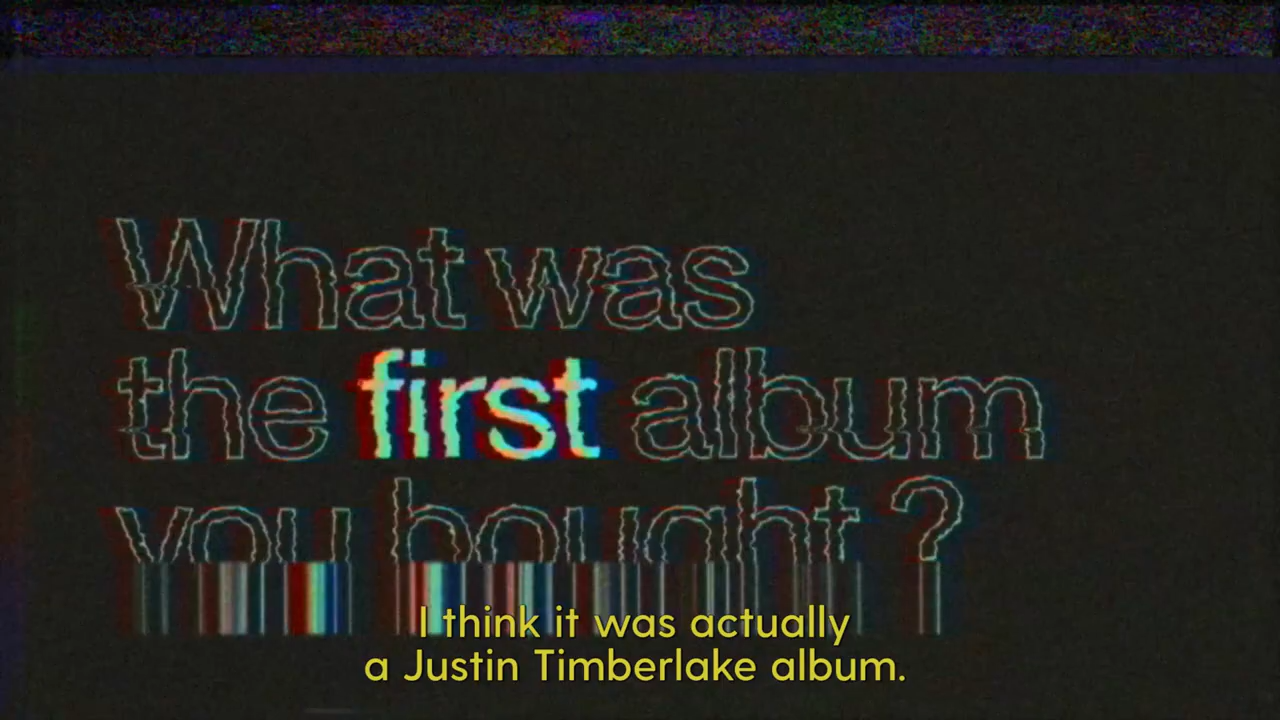 What was
the first album
you bought ?
I think it was actually
a Justin Timberlake album.